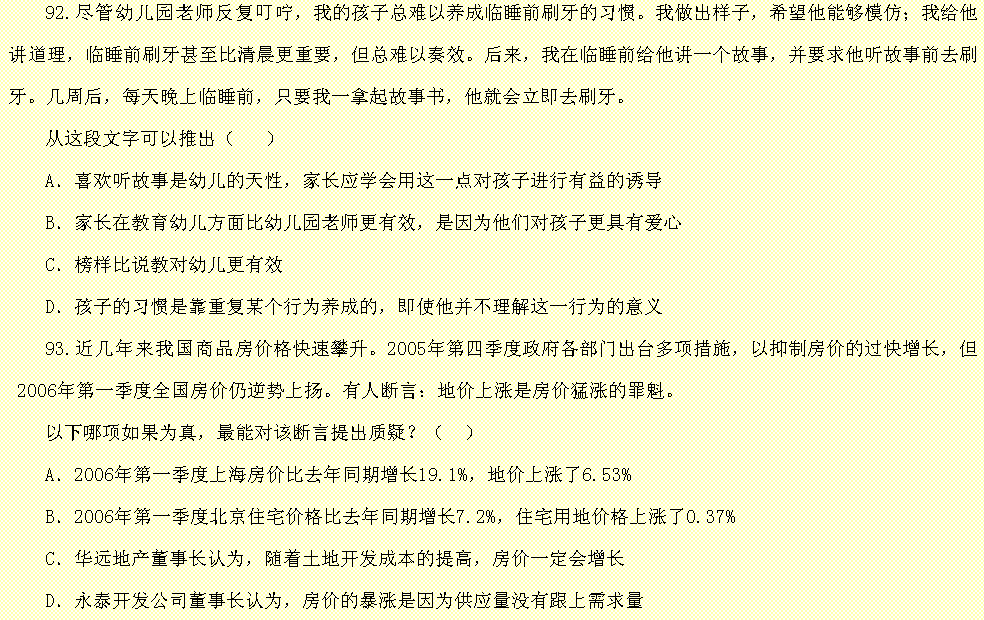 92.尽管幼儿园老师反复叮咛，我的孩子总难以养成临睡前刷牙的习惯。我做出样子，希望他能够模仿；我给他
讲道理，临睡前刷牙甚至比清晨更重要，但总难以奏效。后来，我在临睡前给他讲一个故事，并要求他听故事前去刷
牙。几周后，每天晚上临睡前，只要我一拿起故事书，他就会立即去刷牙。
从这段文字可以推出（ ）
A．喜欢听故事是幼儿的天性，家长应学会用这一点对孩子进行有益的诱导
B．家长在教育幼儿方面比幼儿园老师更有效，是因为他们对孩子更具有爱心
C．榜样比说教对幼儿更有效
D．孩子的习惯是靠重复某个行为养成的，即使他并不理解这一行为的意义
93.近几年来我国商品房价格快速攀升。2005年第四季度政府各部门出台多项措施，以抑制房价的过快增长，但
2006年第一季度全国房价仍逆势上扬。有人断言：地价上涨是房价猛涨的罪魁。
以下哪项如果为真，最能对该断言提出质疑？（ ）
A．2006年第一季度上海房价比去年同期增长19.1%，地价上涨了6.53%
B．2006年第一季度北京住宅价格比去年同期增长7.2%，住宅用地价格上涨了0.37%
C．华远地产董事长认为，随着土地开发成本的提高，房价一定会增长
D．永泰开发公司董事长认为，房价的暴涨是因为供应量没有跟上需求量